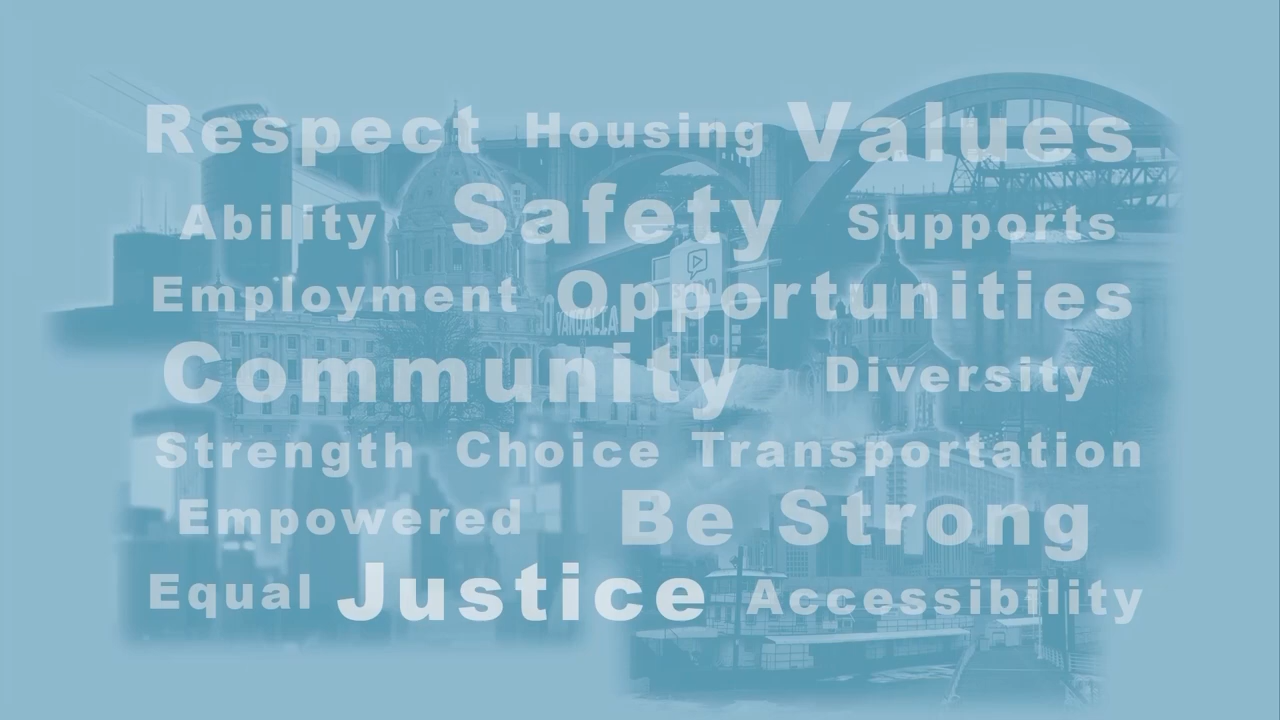 Respect Housing Values
Ability Safety Supports
Employment Opportunities
VANDALIA
Community Diversity
Strength Choice Transportation
Empowered Be Strong
Equal Justice Accessibility